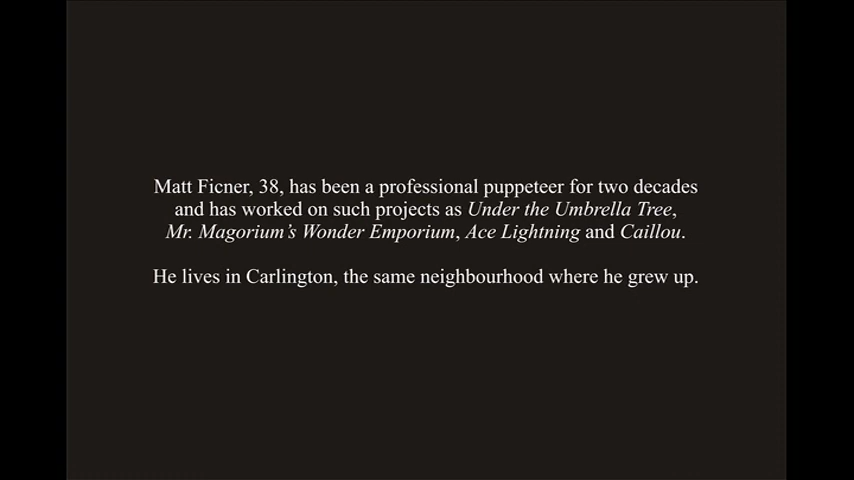 Matt Ficner, 38, has been a professional puppeteer for two decades
and has worked on such projects as Under the Umbrella Tree,
Mr. Magorium’s Wonder Emporium, Ace Lightning and Caillou.
He lives in Carlington, the same neighbourhood where he grew up.